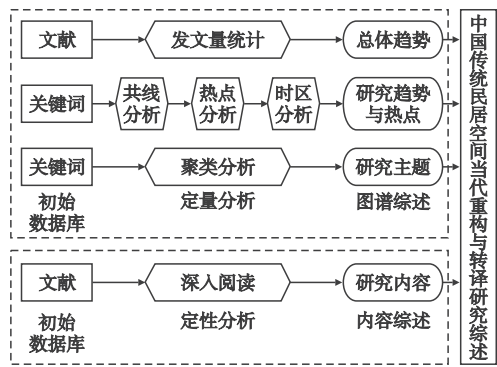 文献
发文量统计
总体趋势
关键词
共线
分析
热点
分析
时区
分析
研究趋势
与热点
关键词
聚类分析
研究主题
初始
数据库
定量分析
图谱综述
文献
深入阅读
研究内容
初始
数据库
定性分析
内容综述
中国传统民居空间当代重构与转译研究综述